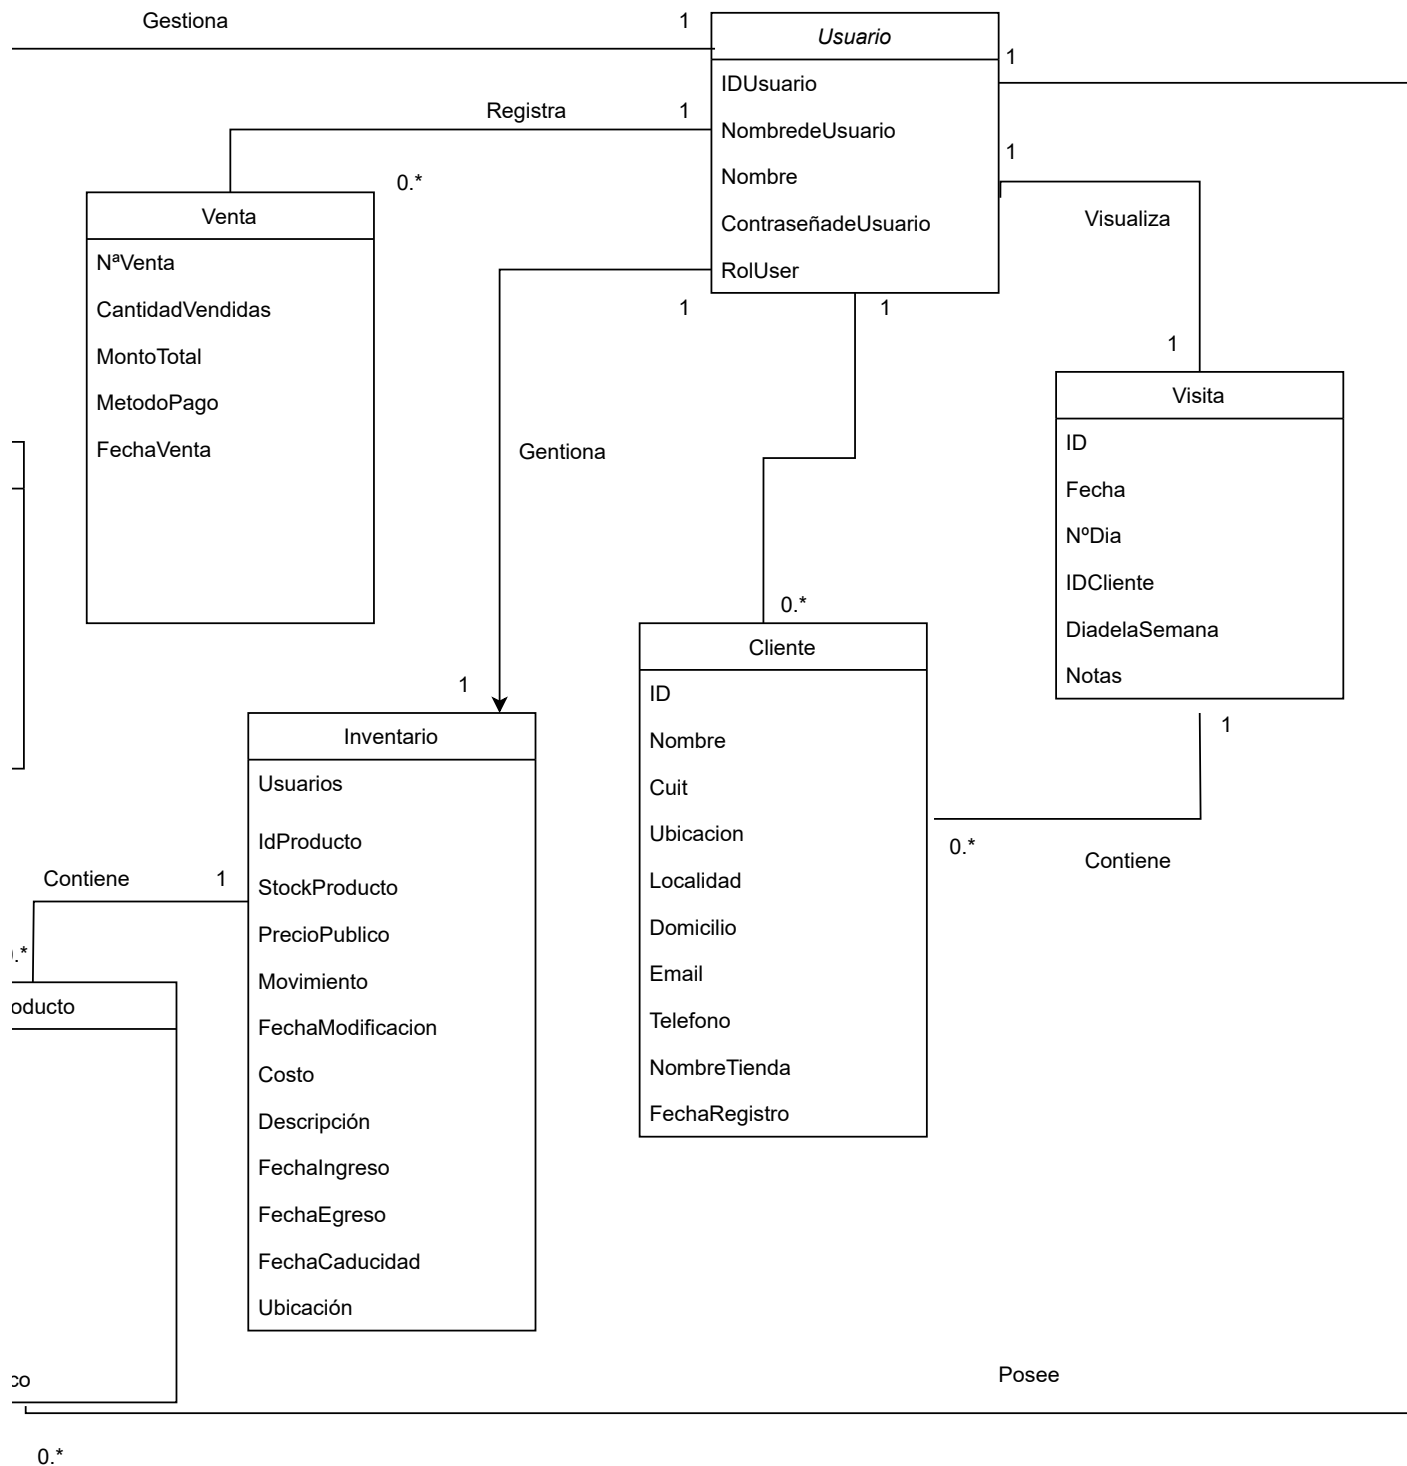 Gestiona
1
Usuario
IDUsuario
NombredeUsuario
Nombre
ContraseñadeUsuario
RolUser
1
Registra
1
0.*
Venta
NªVenta
CantidadVendidas
MontoTotal
MetodoPago
FechaVenta
1
Visualiza
1
Visita
ID
Fecha
NºDia
IDCliente
DiadelaSemana
Notas
1
Gentiona
1
1
0.*
Cliente
ID
Nombre
Cuit
Ubicacion
Localidad
Domicilio
Email
Telefono
NombreTienda
FechaRegistro
1
0.*
Contiene
Inventario
Usuarios
IdProducto
StockProducto
PrecioPublico
Movimiento
FechaModificacion
Costo
Descripción
FechaIngreso
FechaEgreso
FechaCaducidad
Ubicación
Contiene
1
.*
oducto
co
Posee
0.*